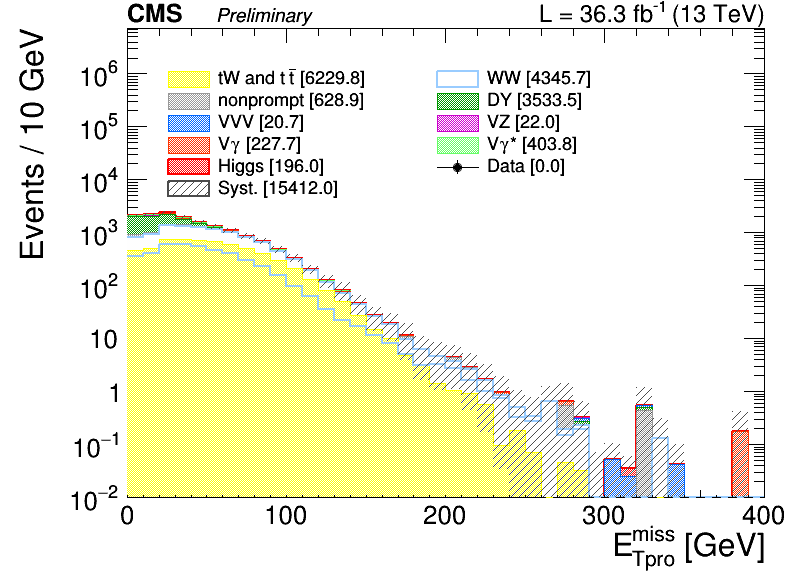 CMS Preliminary L = 36.3 fb⁻¹ (13 TeV)
Events / 10 GeV
tW and tt̄ [6229.8]
nonprompt [628.9]
VVV [20.7]
Vγ [227.7]
Higgs [196.0]
Syst. [15412.0]
WW [4345.7]
DY [3533.5]
VZ [22.0]
Vγ* [403.8]
Data [0.0]
10⁶
10⁵
10⁴
10³
10²
10
1
10⁻¹
10⁻²
0 100 200 300 400
E_Tpro^miss [GeV]